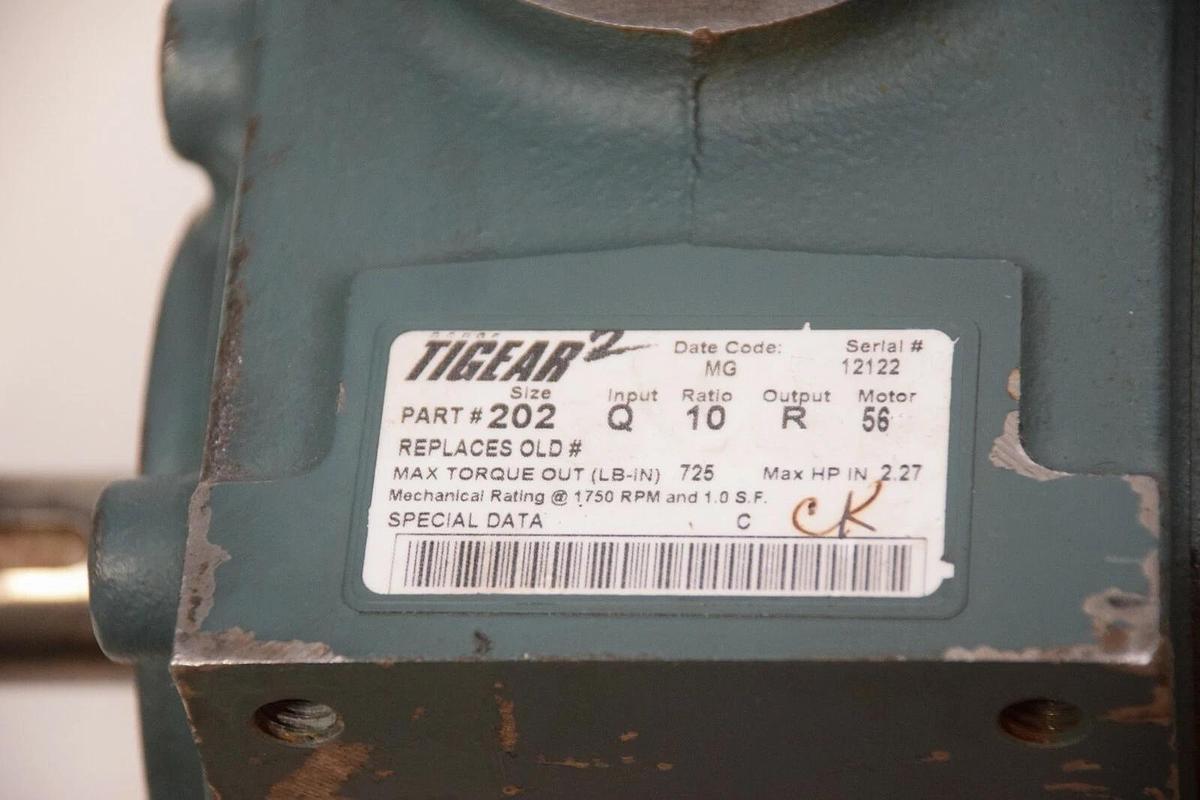 TIGEAR 2 Date Code: Serial #
MG 12122
Size Input Ratio Output Motor
PART # 202 Q 10 R 56
REPLACES OLD #
MAX TORQUE OUT (LB-IN) 725 Max HP IN 2.27
Mechanical Rating @ 1750 RPM and 1.0 S.F.
SPECIAL DATA C CK